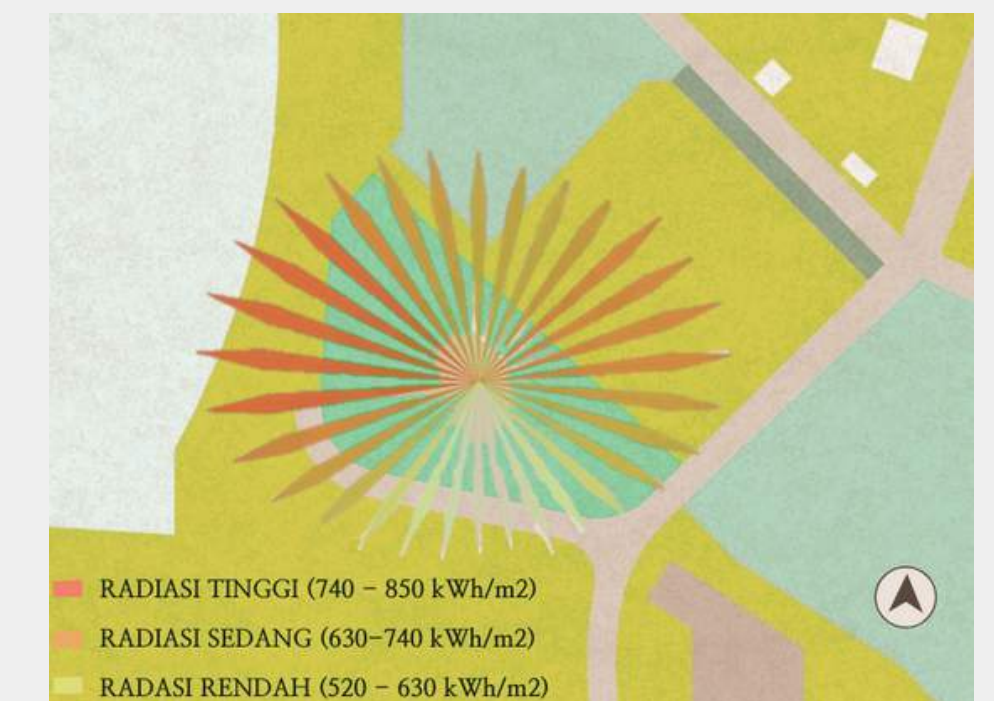 RADIASI TINGGI (740 - 850 kWh/m2)
RADIASI SEDANG (630-740 kWh/m2)
RADASI RENDAH (520 - 630 kWh/m2)